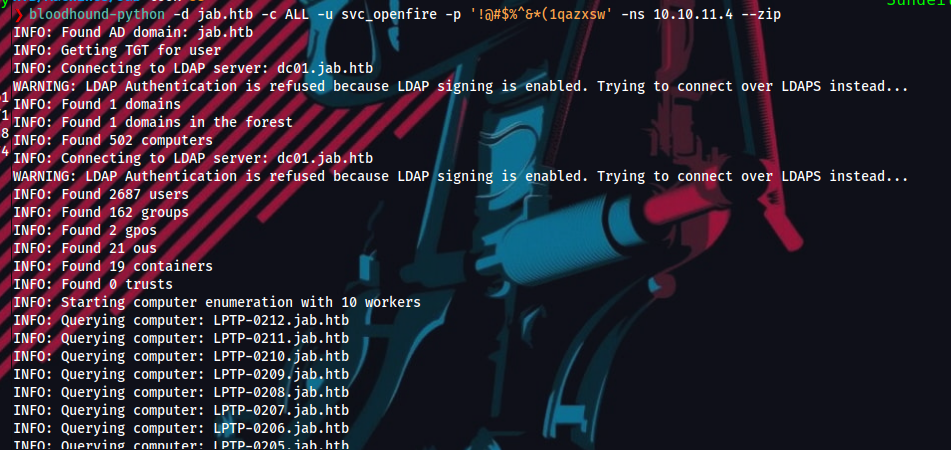 ❯ bloodhound-python -d jab.htb -c ALL -u svc_openfire -p '!@#$%^&*(1qazxsw' -ns 10.10.11.4 --zip
INFO: Found AD domain: jab.htb
INFO: Getting TGT for user
INFO: Connecting to LDAP server: dc01.jab.htb
WARNING: LDAP Authentication is refused because LDAP signing is enabled. Trying to connect over LDAPS instead...
INFO: Found 1 domains
INFO: Found 1 domains in the forest
INFO: Found 502 computers
INFO: Connecting to LDAP server: dc01.jab.htb
WARNING: LDAP Authentication is refused because LDAP signing is enabled. Trying to connect over LDAPS instead...
INFO: Found 2687 users
INFO: Found 162 groups
INFO: Found 2 gpos
INFO: Found 21 ous
INFO: Found 19 containers
INFO: Found 0 trusts
INFO: Starting computer enumeration with 10 workers
INFO: Querying computer: LPTP-0212.jab.htb
INFO: Querying computer: LPTP-0211.jab.htb
INFO: Querying computer: LPTP-0210.jab.htb
INFO: Querying computer: LPTP-0209.jab.htb
INFO: Querying computer: LPTP-0208.jab.htb
INFO: Querying computer: LPTP-0207.jab.htb
INFO: Querying computer: LPTP-0206.jab.htb
INFO: Querying computer: LPTP-0205.jab.htb